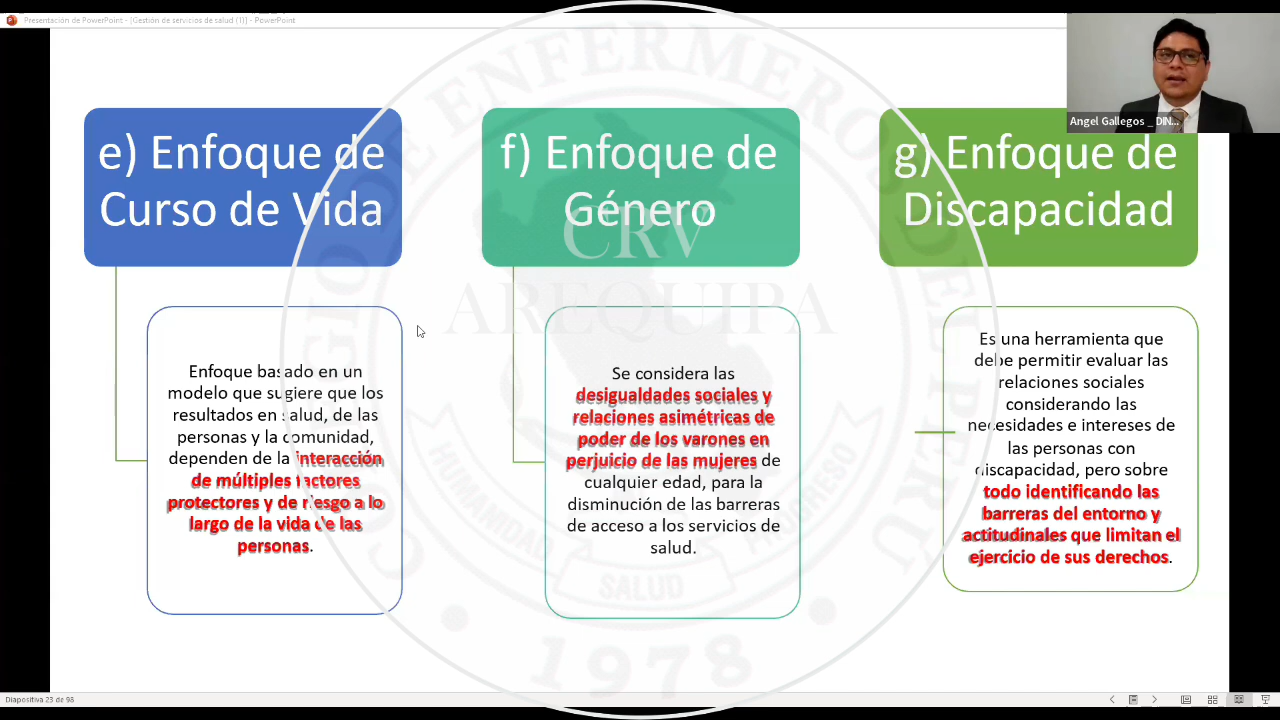 Presentación de PowerPoint - [Gestión de servicios de salud (1)] - PowerPoint
Angel Gallegos _ DIN...
e) Enfoque de
Curso de Vida
Enfoque basado en un
modelo que sugiere que los
resultados en salud, de las
personas y la comunidad,
dependen de la interacción
de múltiples factores
protectores y de riesgo a lo
largo de la vida de las
personas.
f) Enfoque de
Género
Se considera las
desigualdades sociales y
relaciones asimétricas de
poder de los varones en
perjuicio de las mujeres de
cualquier edad, para la
disminución de las barreras
de acceso a los servicios de
salud.
g) Enfoque de
Discapacidad
Es una herramienta que
debe permitir evaluar las
relaciones sociales
considerando las
necesidades e intereses de
las personas con
discapacidad, pero sobre
todo identificando las
barreras del entorno y
actitudinales que limitan el
ejercicio de sus derechos.
CRV
AREQUIPA
SALUD
1978
Diapositiva 23 de 98